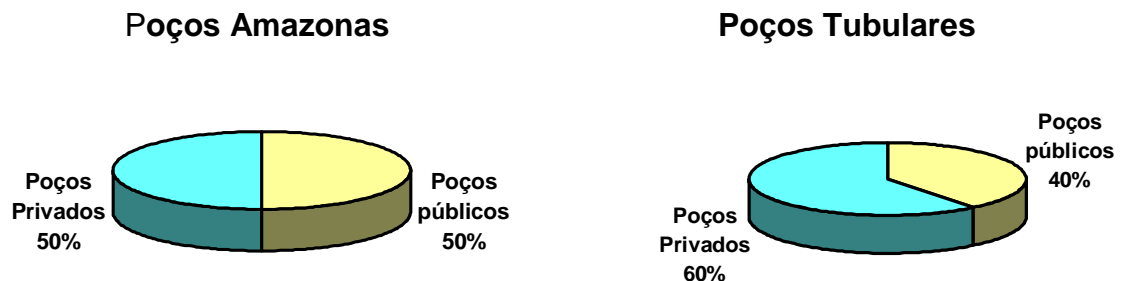 Poços Amazonas
Poços
Privados
50%
Poços
públicos
50%
Poços Tubulares
Poços
públicos
40%
Poços
Privados
60%